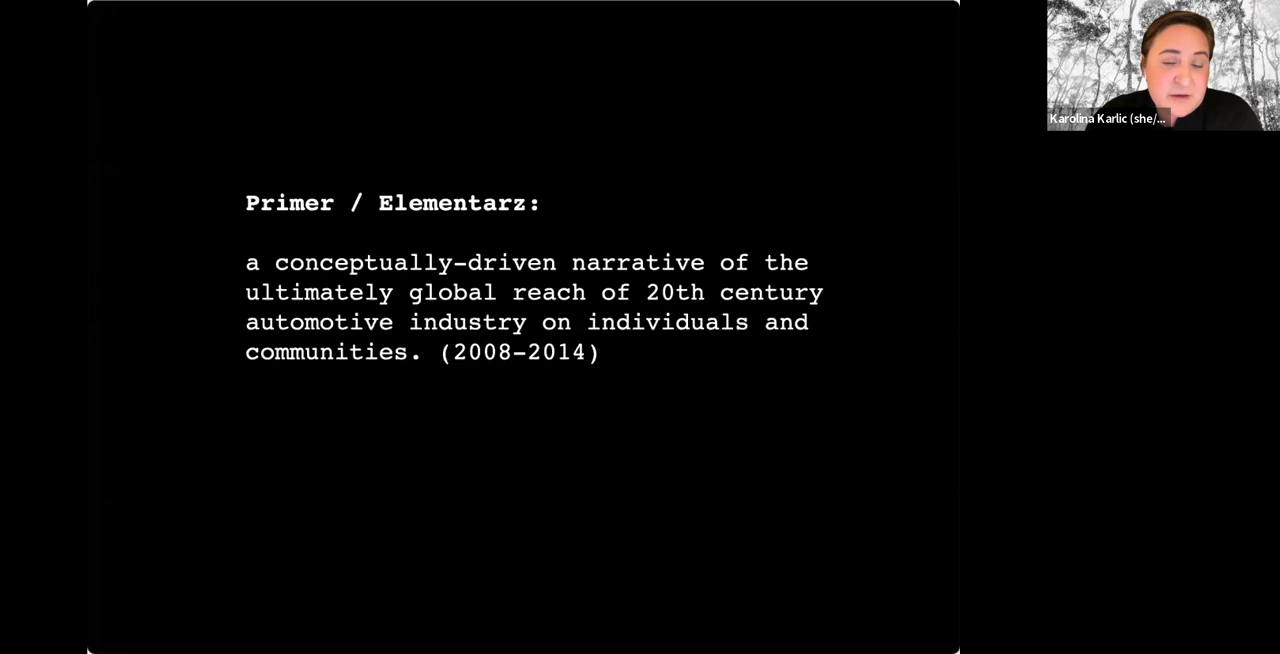 Primer / Elementarz:
a conceptually-driven narrative of the
ultimately global reach of 20th century
automotive industry on individuals and
communities. (2008-2014)
Karolina Karlic (she/...